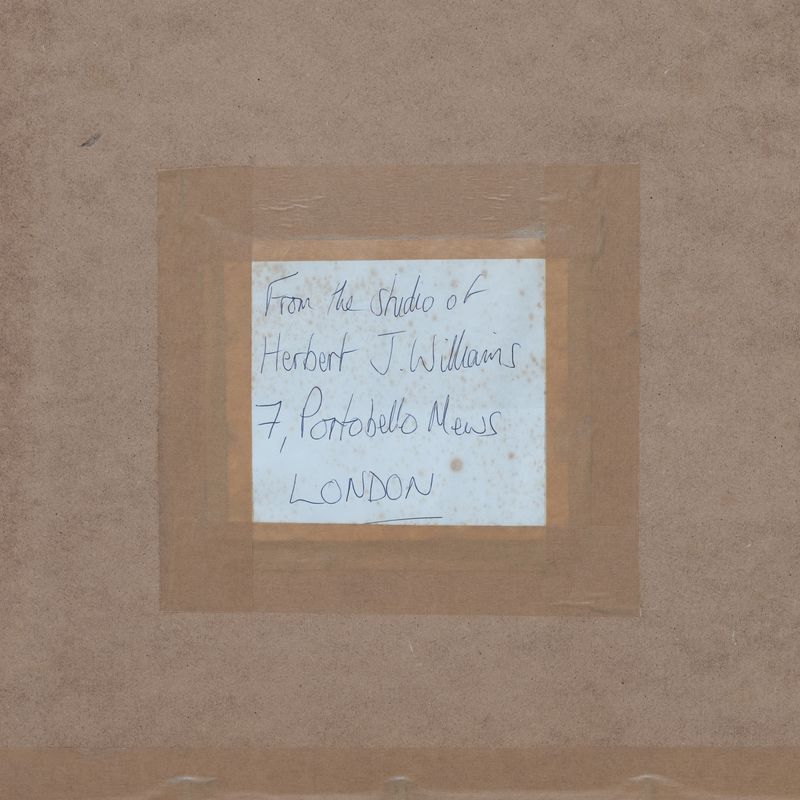 From the studio of
Herbert J. Williams
7, Portobello Mews
LONDON